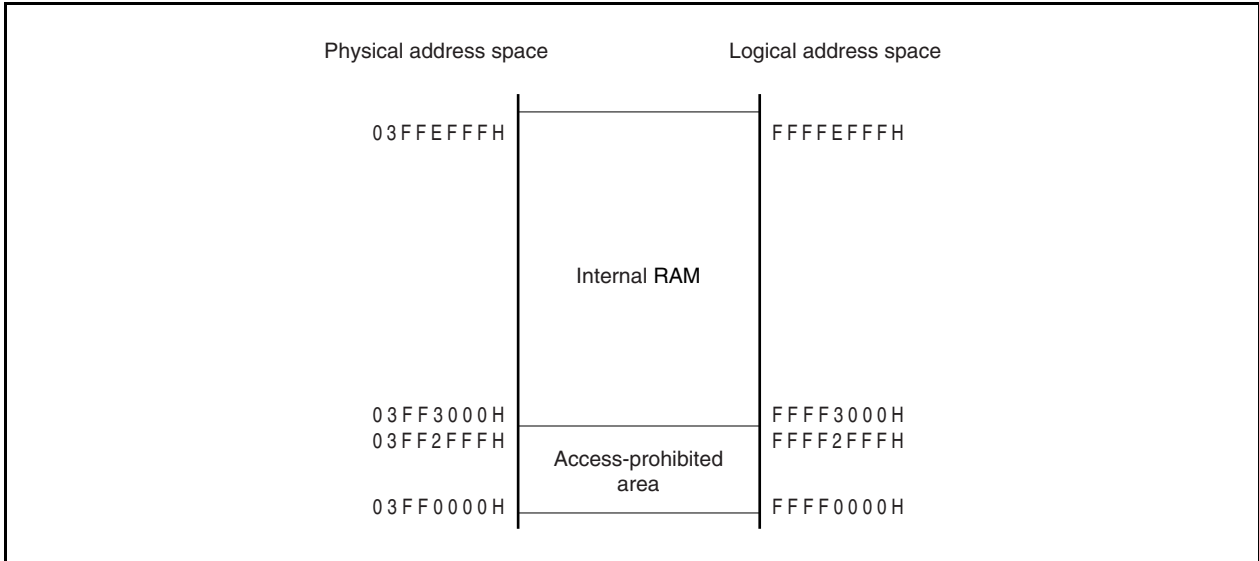 Physical address space
Logical address space
03FFEFFFH
FFFFEFFFH
Internal RAM
03FF3000H
FFFF3000H
03FF2FFFH
FFFF2FFFH
Access-prohibited
area
03FF0000H
FFFF0000H